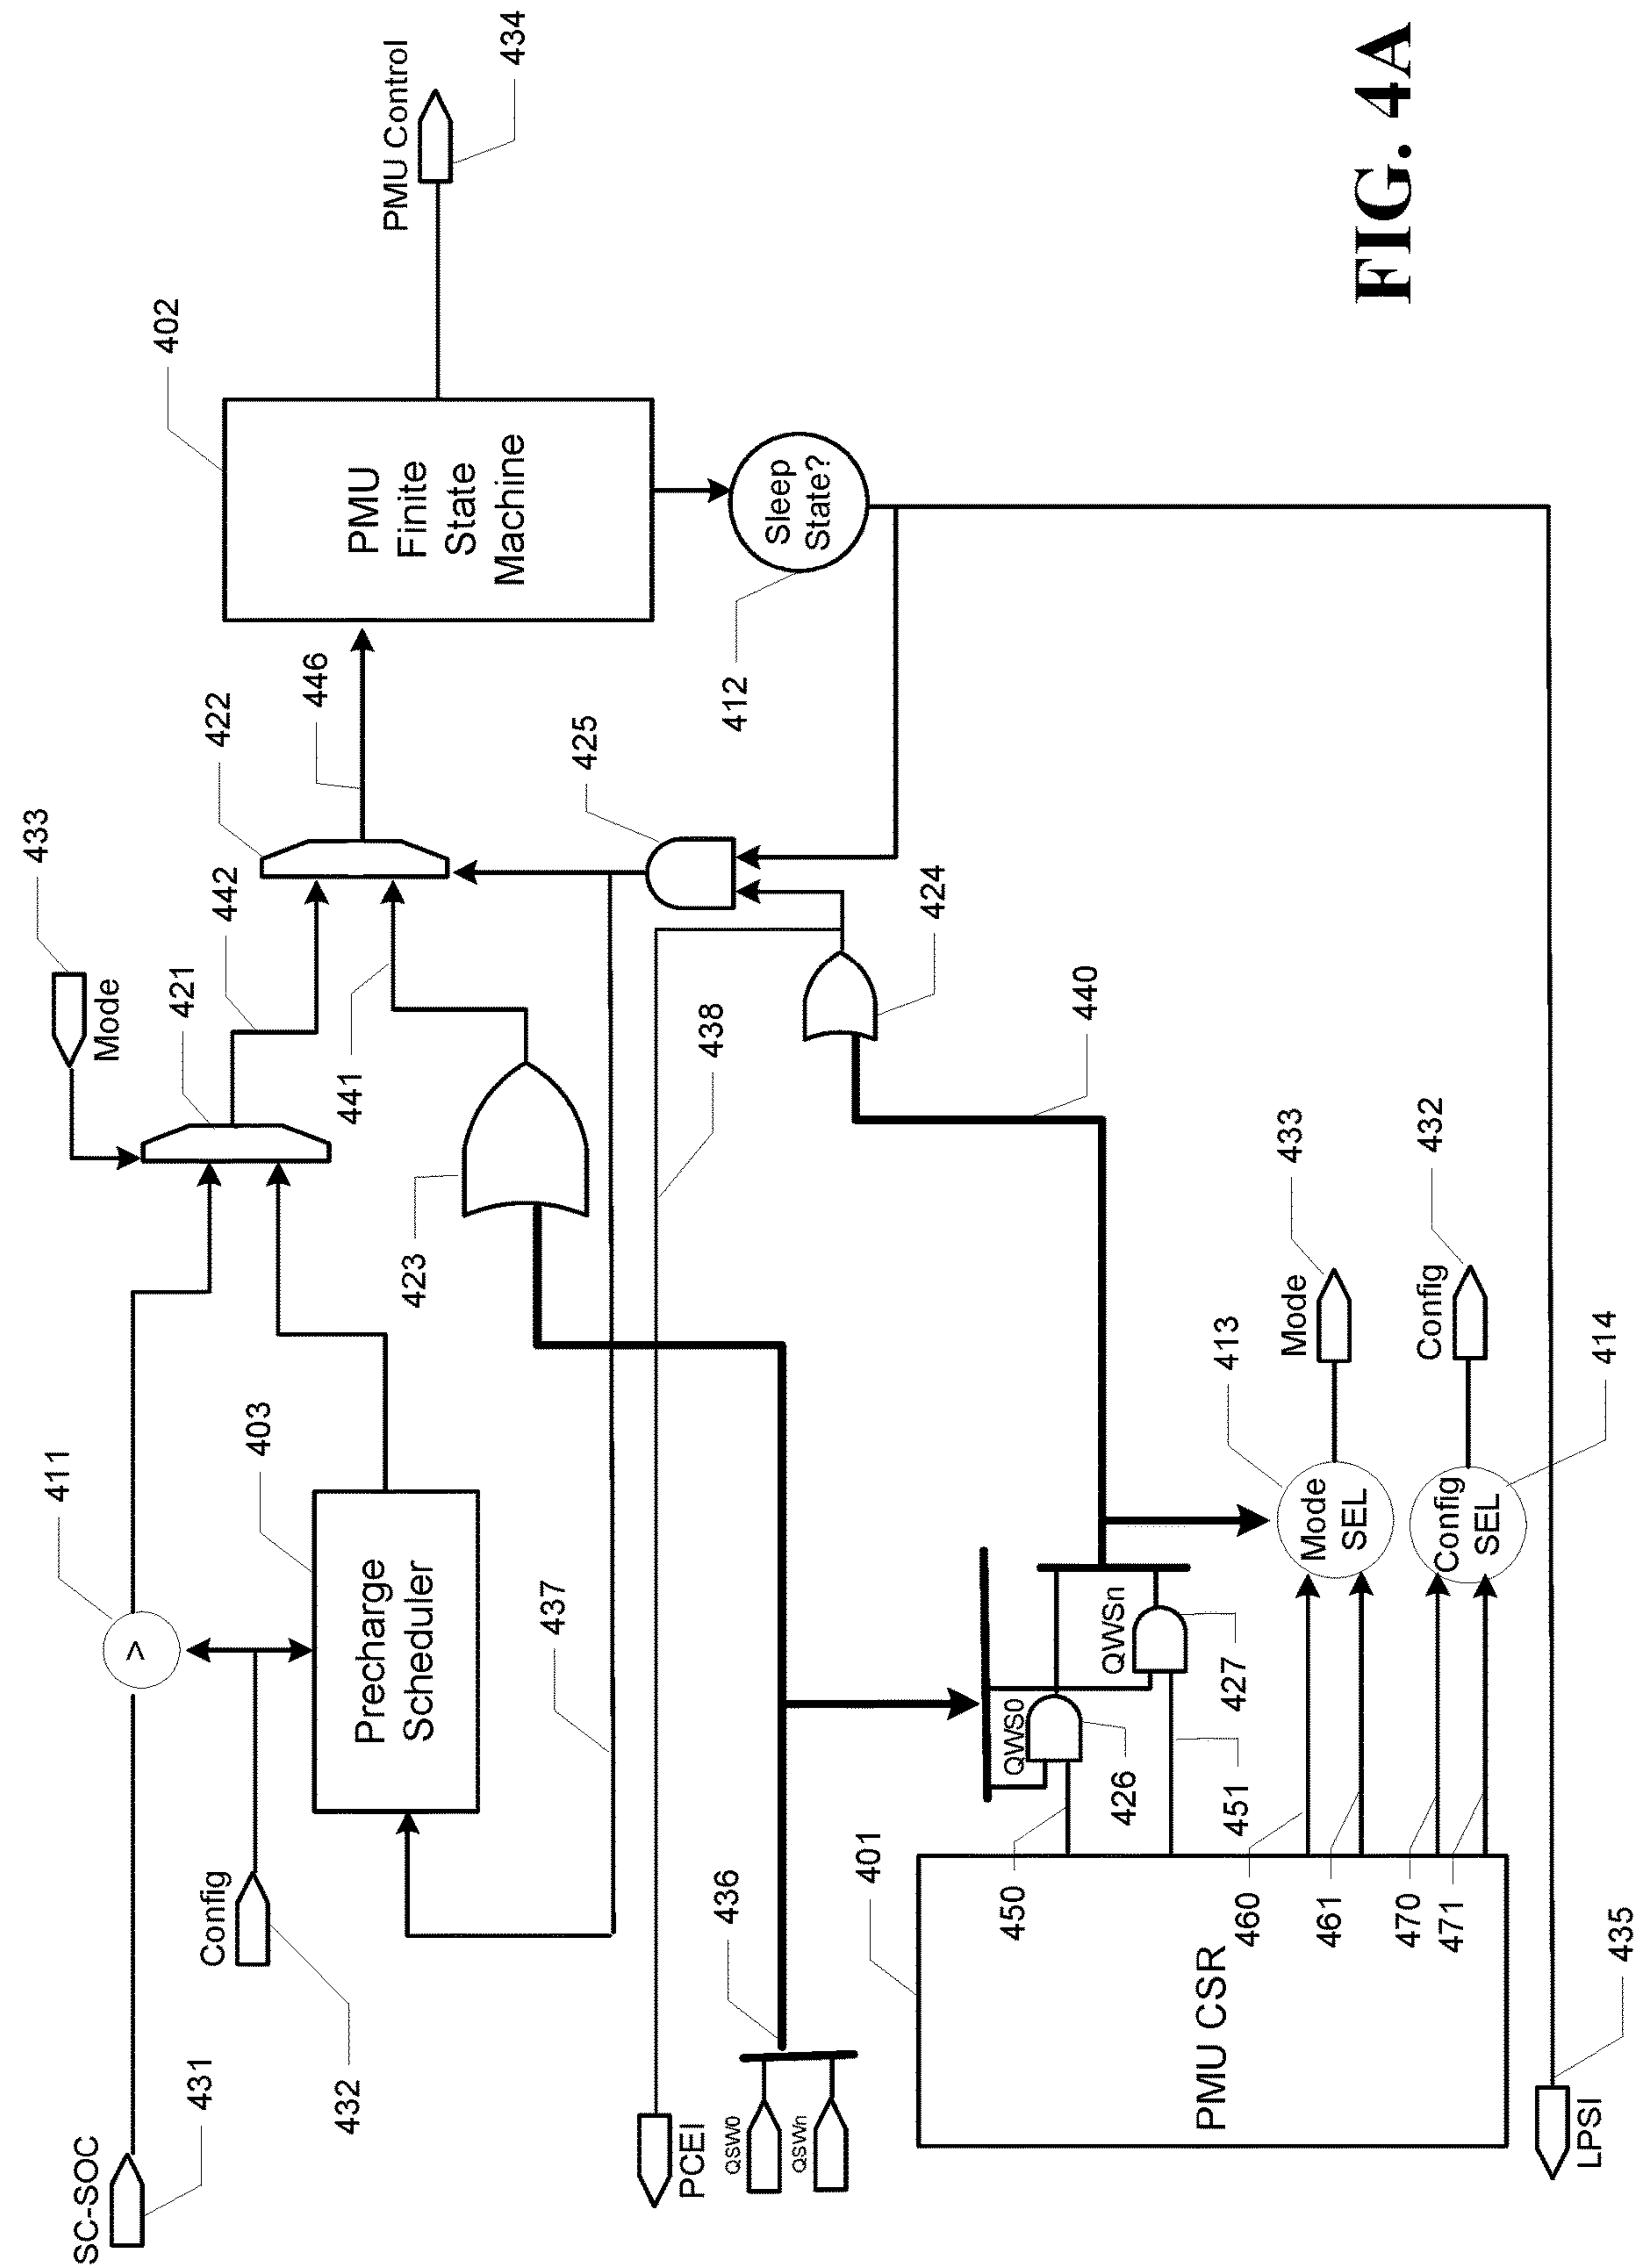 SC-SOC
431
Config
432
411
>
Precharge
Scheduler
403
433
Mode
421
442
422
446
441
423
PMU
Finite
State
Machine
402
PMU Control
434
Sleep
State?
412
425
424
437
438
440
PCEI
QSW0
QSWn
436
PMU CSR
401
450
451
QWS0
426
QWSn
427
460
461
470
471
Mode
SEL
413
Mode
433
Config
SEL
414
Config
432
LPSI
435
FIG. 4A